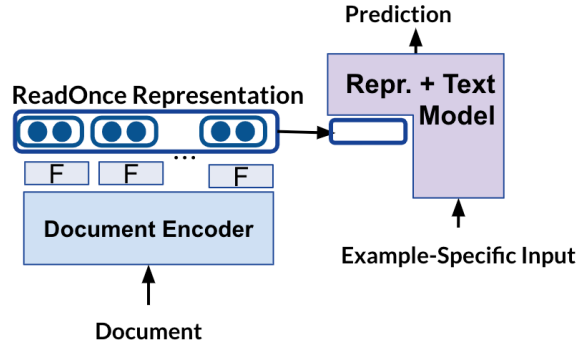 Prediction
ReadOnce Representation
Repr. + Text
Model
F F ... F
Document Encoder
Example-Specific Input
Document